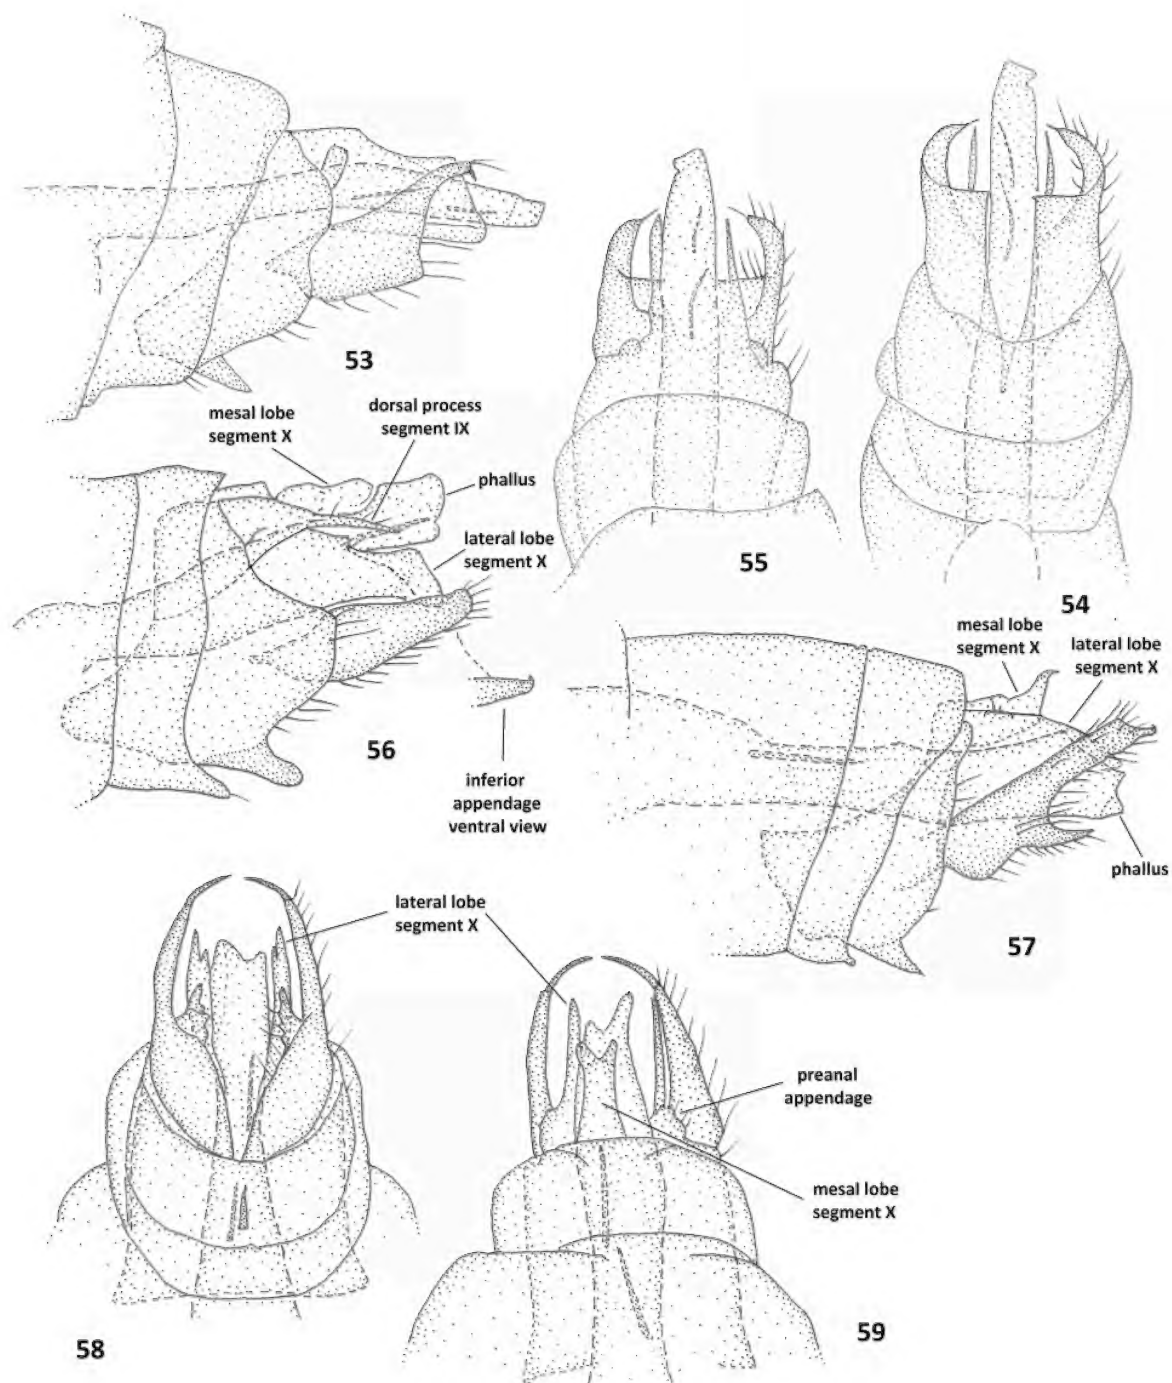 53
mesal lobe
segment X
dorsal process
segment IX
phallus
lateral lobe
segment X
55
54
56
inferior
appendage
ventral view
mesal lobe
segment X
lateral lobe
segment X
phallus
57
lateral lobe
segment X
preanal
appendage
mesal lobe
segment X
58
59